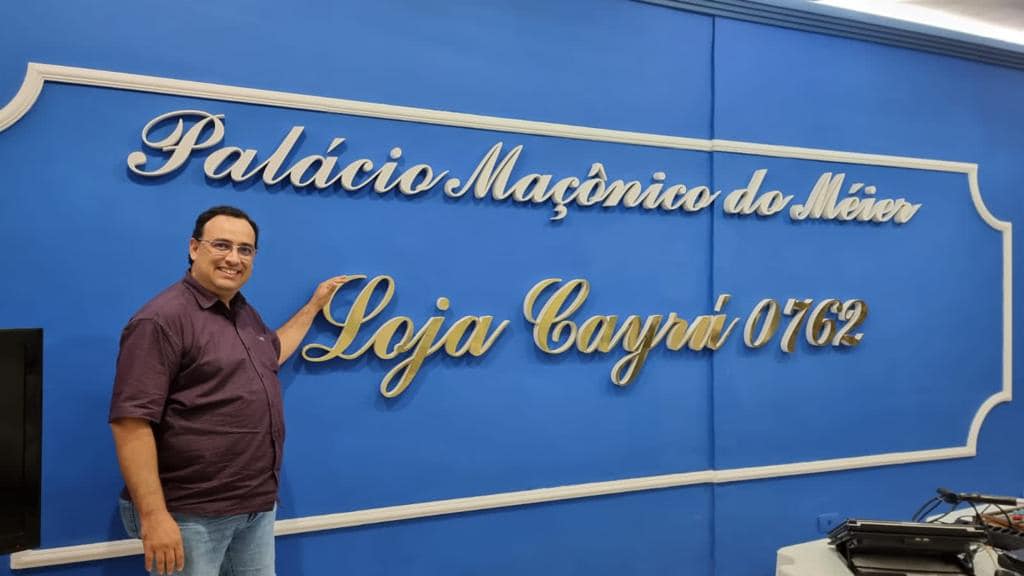 Palácio Maçônico do Méier
Loja Cayrú 0762